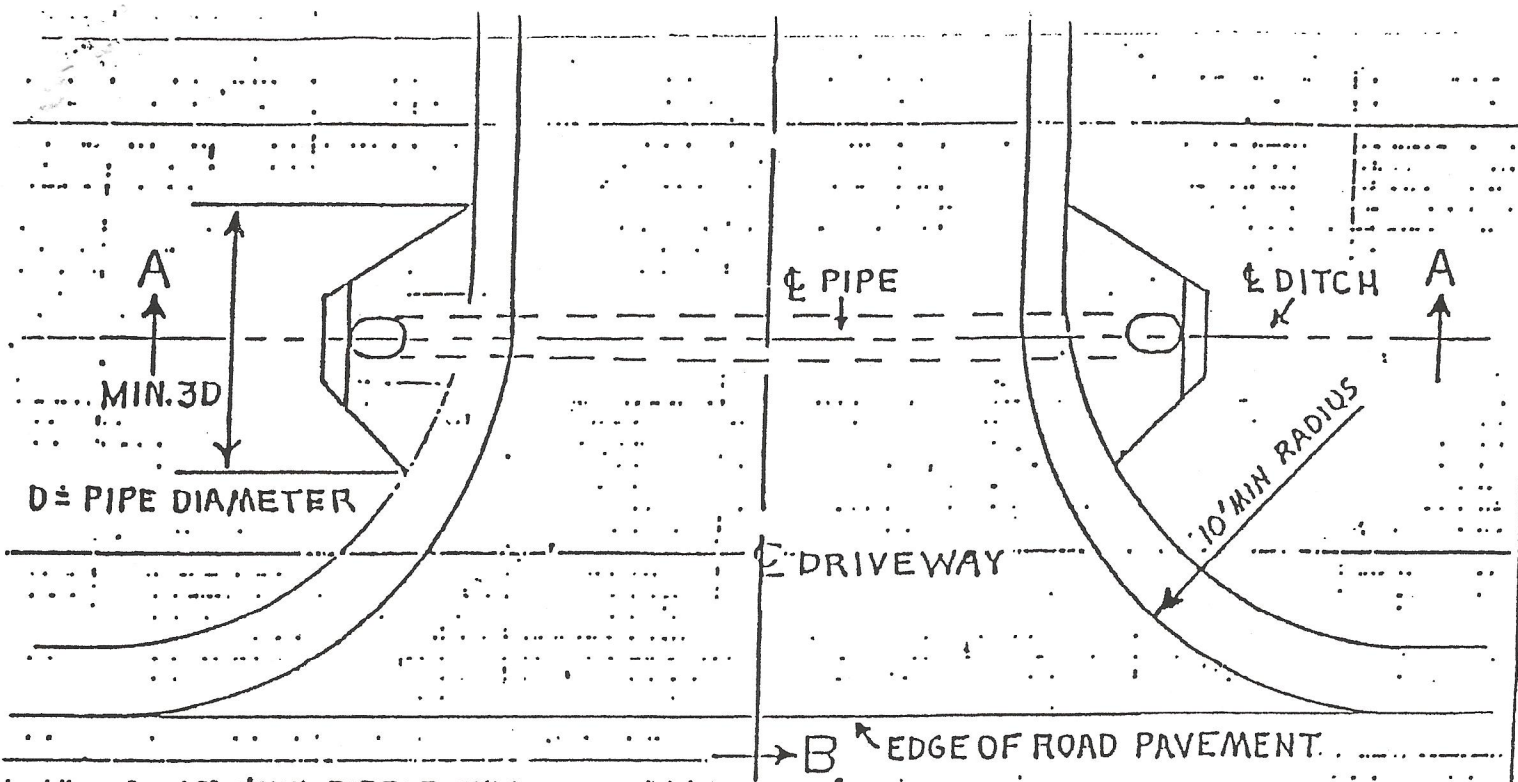 A
℄ PIPE
℄ DITCH
A
MIN. 3D
D = PIPE DIAMETER
10' MIN RADIUS
℄ DRIVEWAY
B
EDGE OF ROAD PAVEMENT